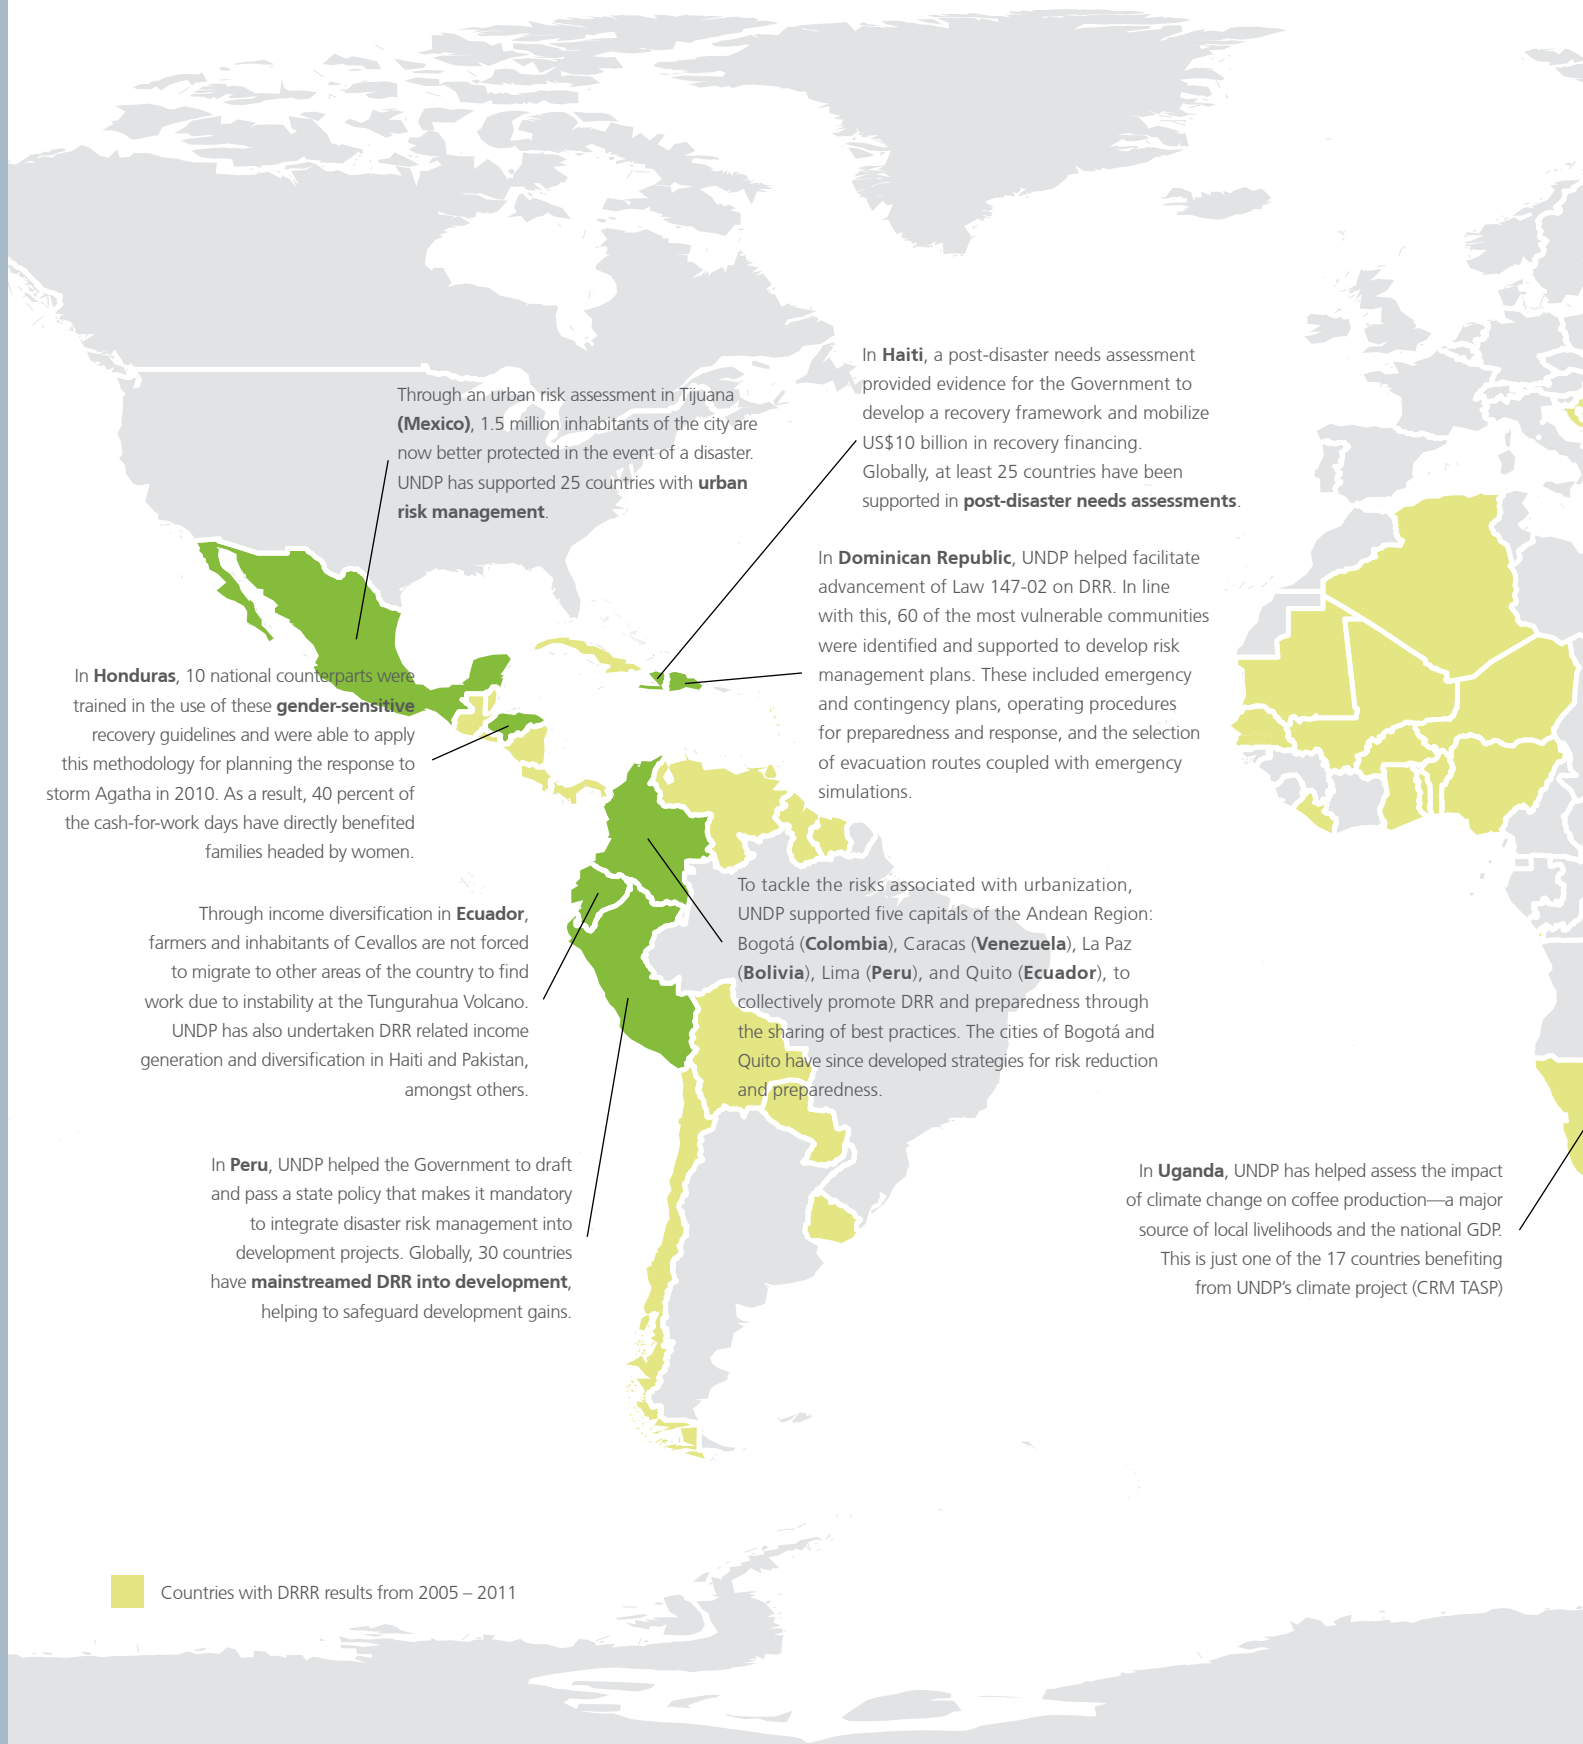 In Haiti, a post-disaster needs assessment
provided evidence for the Government to
develop a recovery framework and mobilize
US$10 billion in recovery financing.
Globally, at least 25 countries have been
supported in post-disaster needs assessments.
Through an urban risk assessment in Tijuana
(Mexico), 1.5 million inhabitants of the city are
now better protected in the event of a disaster.
UNDP has supported 25 countries with urban
risk management.
In Dominican Republic, UNDP helped facilitate
advancement of Law 147-02 on DRR. In line
with this, 60 of the most vulnerable communities
were identified and supported to develop risk
management plans. These included emergency
and contingency plans, operating procedures
for preparedness and response, and the selection
of evacuation routes coupled with emergency
simulations.
In Honduras, 10 national counterparts were
trained in the use of these gender-sensitive
recovery guidelines and were able to apply
this methodology for planning the response to
storm Agatha in 2010. As a result, 40 percent of
the cash-for-work days have directly benefited
families headed by women.
To tackle the risks associated with urbanization,
UNDP supported five capitals of the Andean Region:
Bogotá (Colombia), Caracas (Venezuela), La Paz
(Bolivia), Lima (Peru), and Quito (Ecuador), to
collectively promote DRR and preparedness through
the sharing of best practices. The cities of Bogotá and
Quito have since developed strategies for risk reduction
and preparedness.
Through income diversification in Ecuador,
farmers and inhabitants of Cevallos are not forced
to migrate to other areas of the country to find
work due to instability at the Tungurahua Volcano.
UNDP has also undertaken DRR related income
generation and diversification in Haiti and Pakistan,
amongst others.
In Peru, UNDP helped the Government to draft
and pass a state policy that makes it mandatory
to integrate disaster risk management into
development projects. Globally, 30 countries
have mainstreamed DRR into development,
helping to safeguard development gains.
In Uganda, UNDP has helped assess the impact
of climate change on coffee production—a major
source of local livelihoods and the national GDP.
This is just one of the 17 countries benefiting
from UNDP's climate project (CRM TASP)
Countries with DRRR results from 2005 – 2011